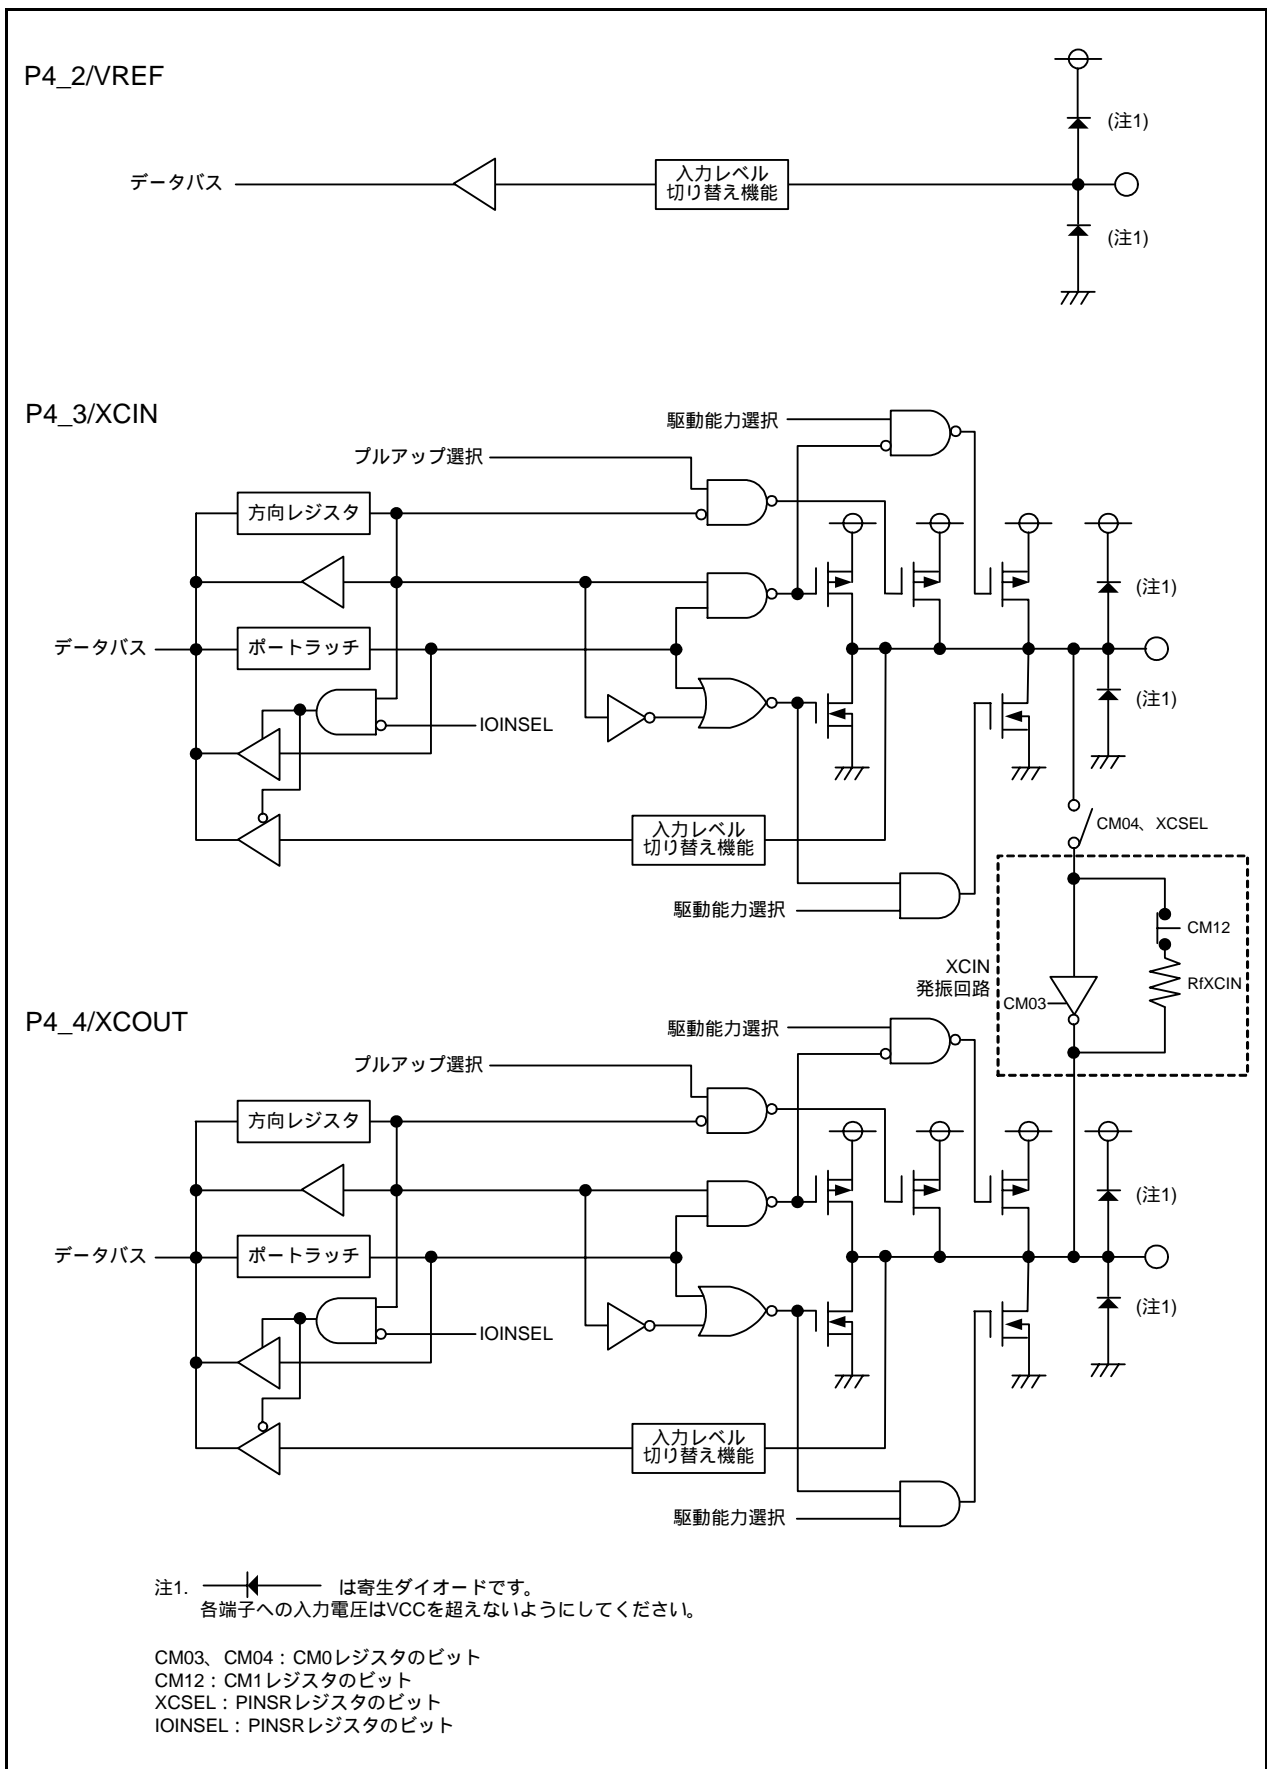 P4_2/VREF
(注1)
データバス
入力レベル
切り替え機能
(注1)
P4_3/XCIN
駆動能力選択
プルアップ選択
方向レジスタ
(注1)
データバス
ポートラッチ
(注1)
IOINSEL
入力レベル
切り替え機能
CM04、XCSEL
駆動能力選択
CM12
XCIN
発振回路
RfXCIN
CM03
P4_4/XCOUT
駆動能力選択
プルアップ選択
方向レジスタ
(注1)
データバス
ポートラッチ
(注1)
IOINSEL
入力レベル
切り替え機能
駆動能力選択
注1. は寄生ダイオードです。
各端子への入力電圧はVCCを超えないようにしてください。
CM03、CM04:CM0レジスタのビット
CM12:CM1レジスタのビット
XCSEL:PINSRレジスタのビット
IOINSEL:PINSRレジスタのビット